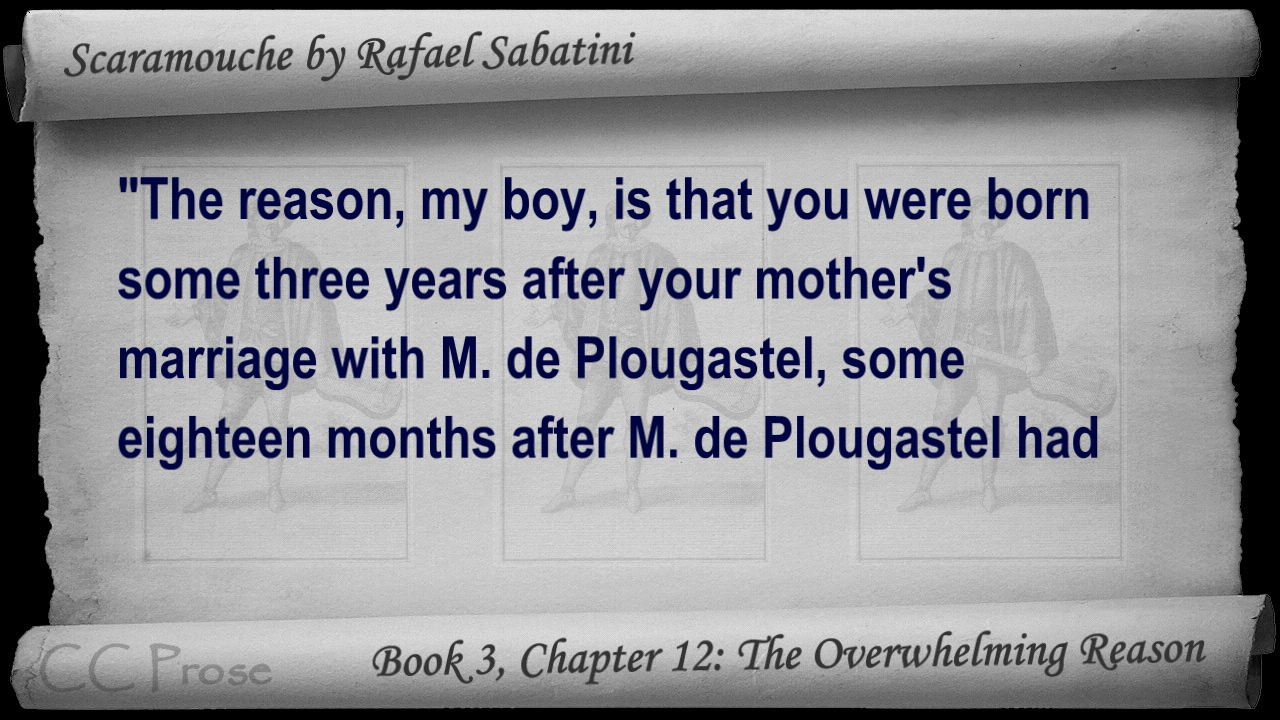 Scaramouche by Rafael Sabatini
"The reason, my boy, is that you were born
some three years after your mother's
marriage with M. de Plougastel, some
eighteen months after M. de Plougastel had
CC Prose
Book 3, Chapter 12: The Overwhelming Reason